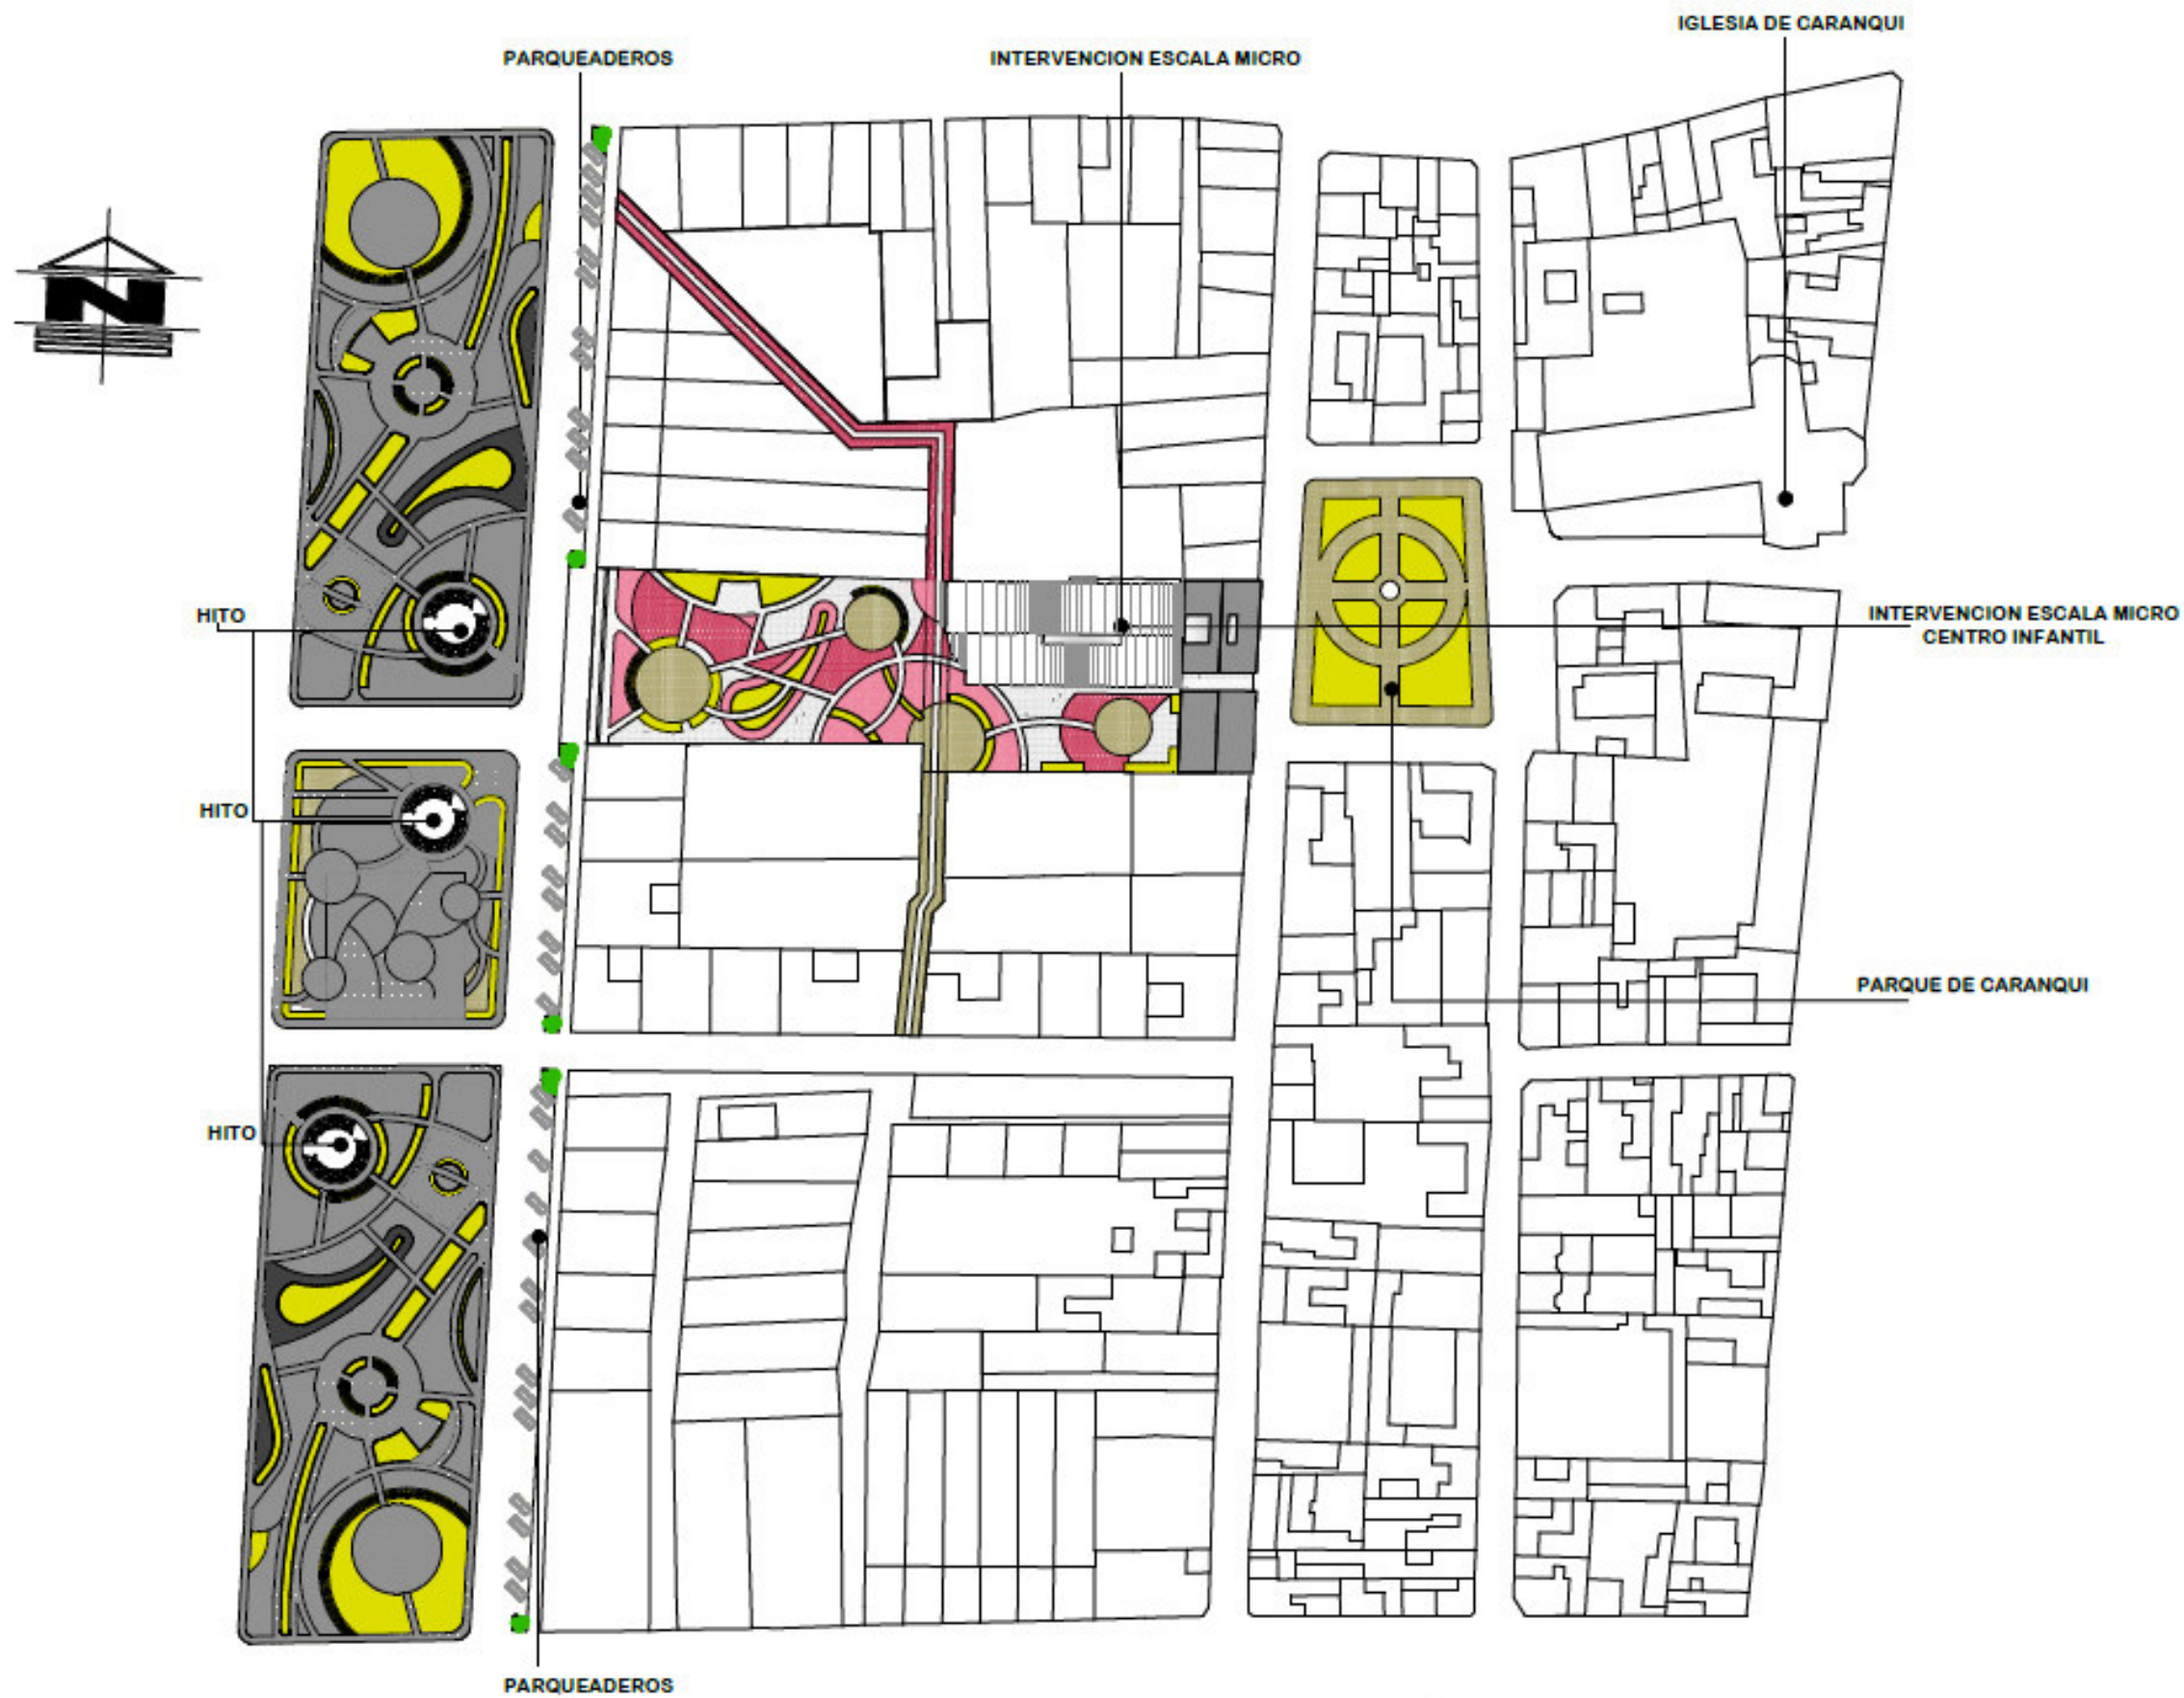 IGLESIA DE CARANQUI
PARQUEADEROS
INTERVENCION ESCALA MICRO
N
HITO
INTERVENCION ESCALA MICRO
CENTRO INFANTIL
HITO
PARQUE DE CARANQUI
HITO
PARQUEADEROS